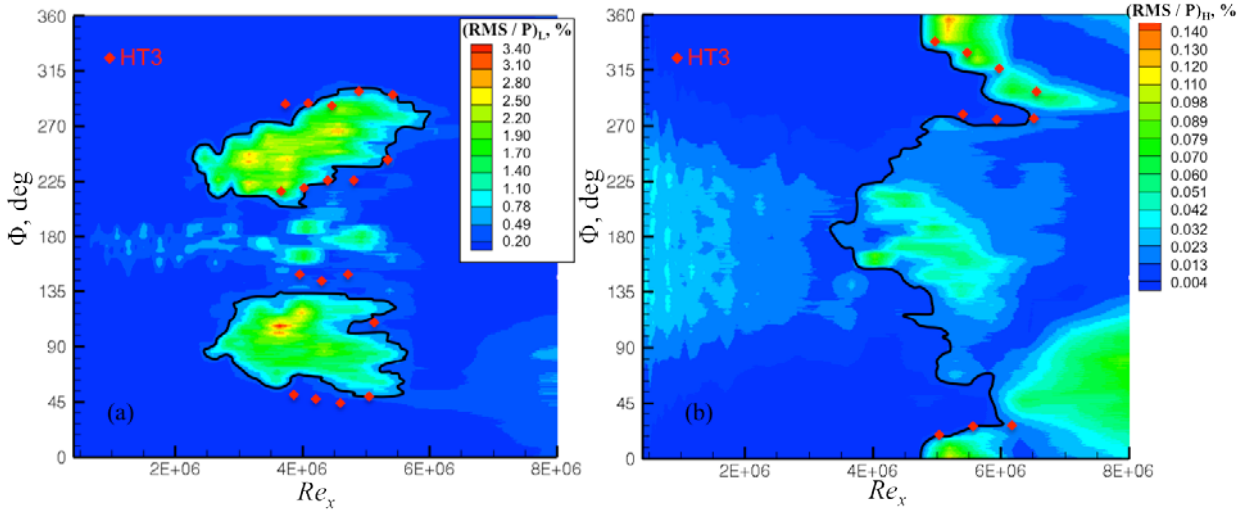 (RMS / P)L, %
HT3
3.40
3.10
2.80
2.50
2.20
1.90
1.70
1.40
1.10
0.78
0.49
0.20
360
315
270
225
180
135
90
45
0
Φ, deg
(a)
2E+06
4E+06
6E+06
8E+06
Rex
(RMS / P)H, %
HT3
0.140
0.130
0.120
0.110
0.098
0.079
0.070
0.060
0.051
0.042
0.032
0.023
0.013
0.004
360
315
270
225
180
135
90
45
0
Φ, deg
(b)
2E+06
4E+06
6E+06
8E+06
Rex